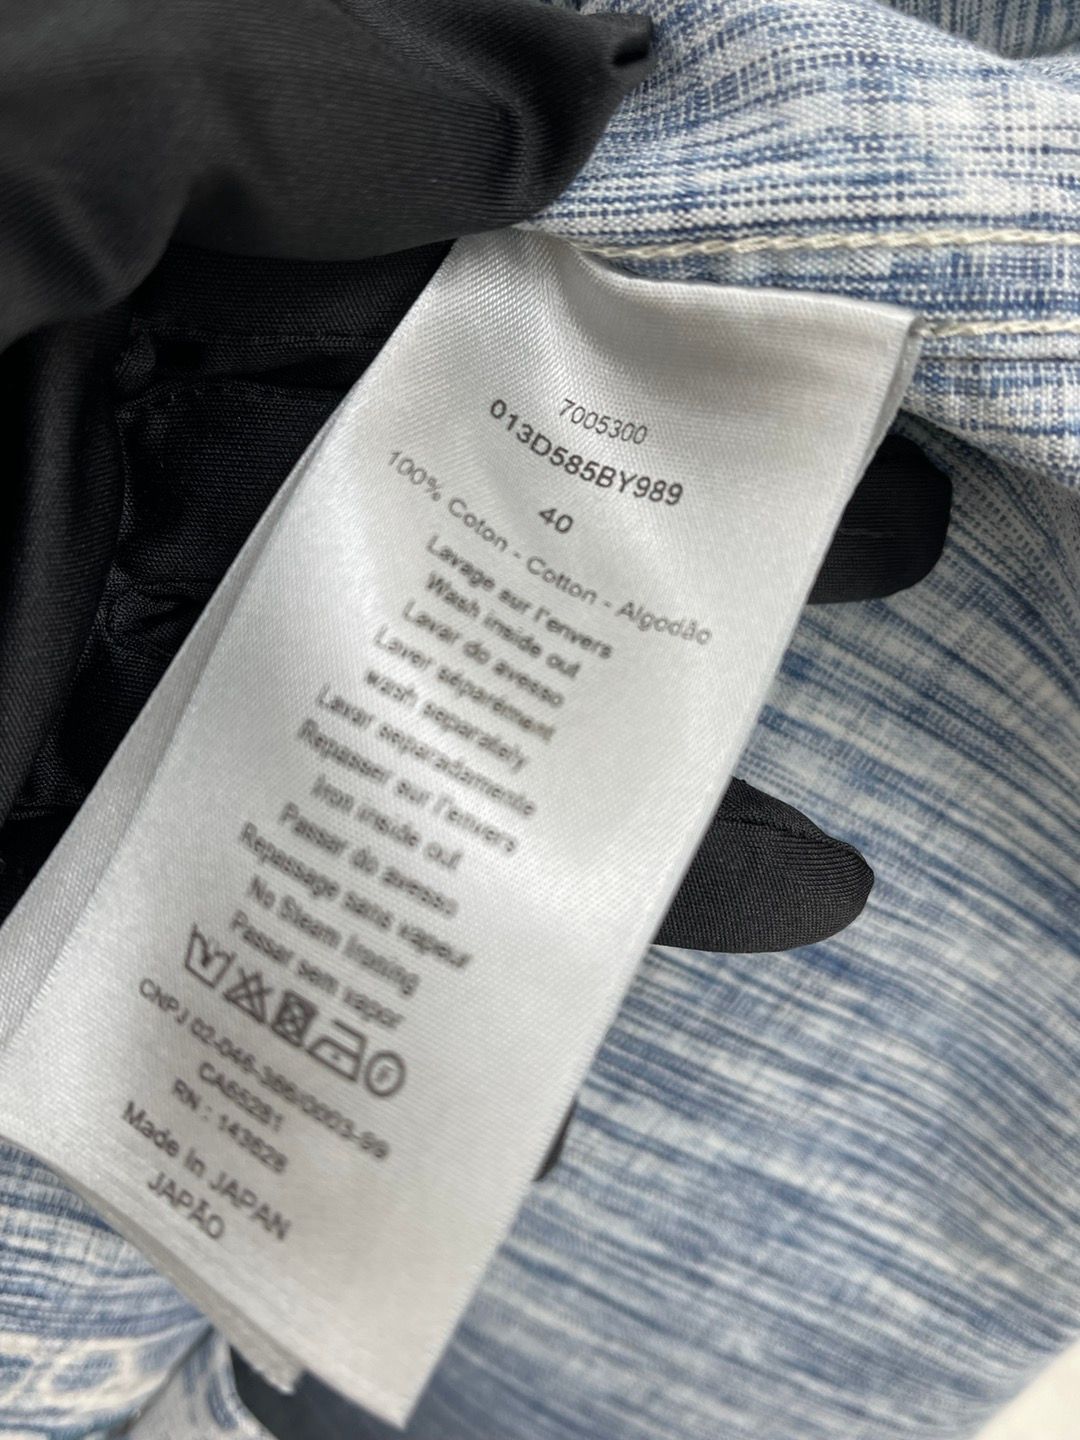 7005300
013D585BY989
40
100% Coton - Cotton - Algodão
Lavage sur l'envers
Wash inside out
Lavar do avesso
Laver séparément
wash separately
Lavar separadamente
Repasser sur l'envers
Iron inside out
Passar do avesso
Repassage sans vapeur
No Steam Ironing
Passar sem vapor
F
CNPJ 02-046-386/0003-99
CA55281
RN : 143628
Made In JAPAN
JAPÃO